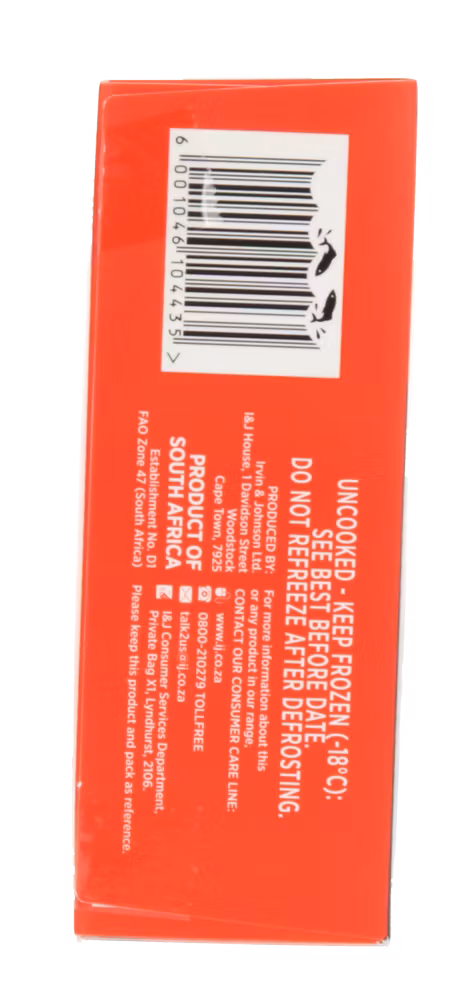 UNCOOKED - KEEP FROZEN (-18°C):
SEE BEST BEFORE DATE.
DO NOT REFREEZE AFTER DEFROSTING.
PRODUCED BY:
Irvin & Johnson Ltd.
I&J House, 1 Davidson Street
Woodstock
Cape Town, 7925
PRODUCT OF
SOUTH AFRICA
Establishment No. D1
FAO Zone 47 (South Africa)
For more information about this
or any product in our range,
CONTACT OUR CONSUMER CARE LINE:
www.ij.co.za
0800-210279 TOLLFREE
talk2us@ij.co.za
I&J Consumer Services Department,
Private Bag X1, Lyndhurst, 2106.
Please keep this product and pack as reference.
6 001046 104435 >